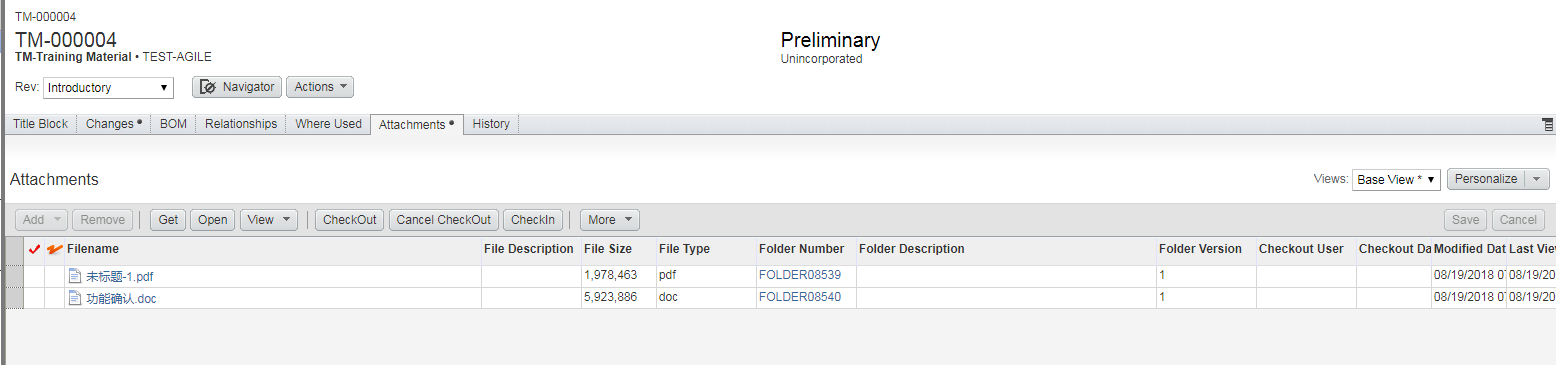 TM-000004
TM-000004
TM-Training Material • TEST-AGILE
Preliminary
Unincorporated
Rev: Introductory Navigator Actions
Title Block Changes • BOM Relationships Where Used Attachments • History
Attachments
Views: Base View * Personalize
Add Remove Get Open View CheckOut Cancel CheckOut CheckIn More Save Cancel
Filename File Description File Size File Type Folder Number Folder Description Folder Version Checkout User Checkout Da Modified Dat Last Vie
未标题-1.pdf 1,978,463 pdf FOLDER08539 1 08/19/2018 07 08/19/20
功能确认.doc 5,923,886 doc FOLDER08540 1 08/19/2018 07 08/19/20